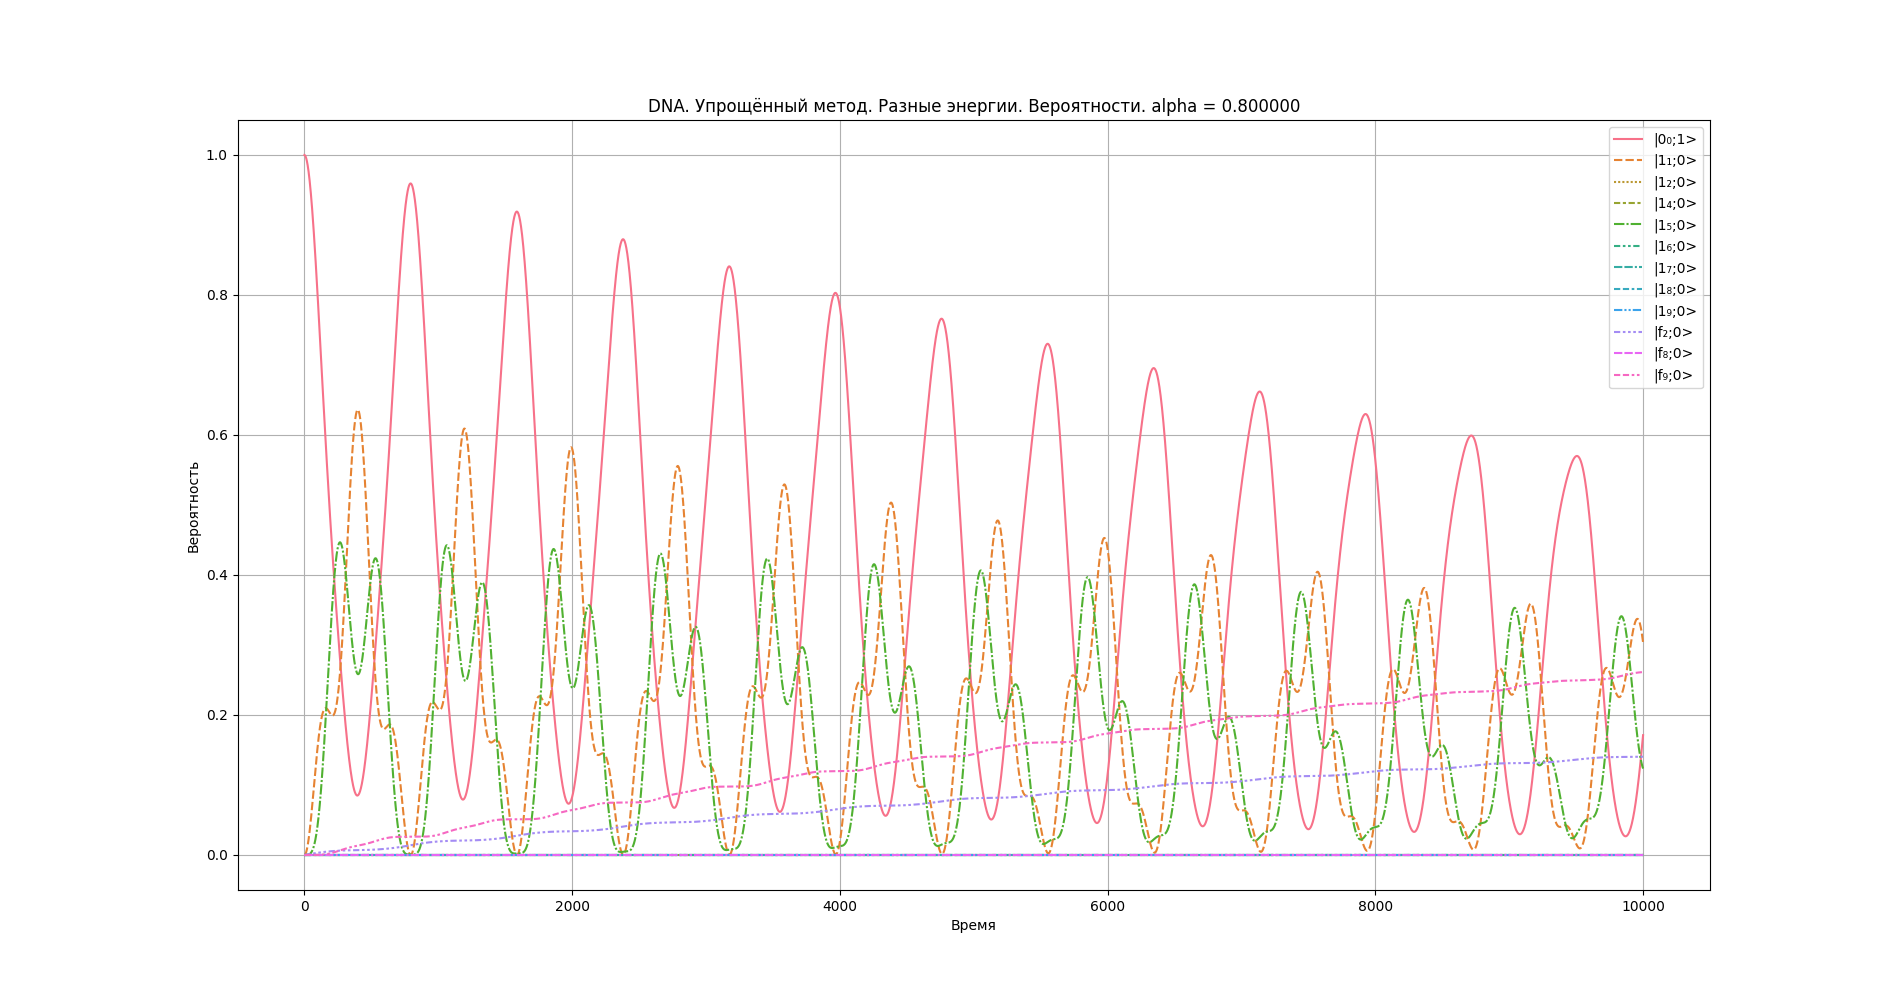 DNA. Упрощённый метод. Разные энергии. Вероятности. alpha = 0.800000
|0₀;1>
|1₁;0>
|1₂;0>
|1₄;0>
|1₅;0>
|1₆;0>
|1₇;0>
|1₈;0>
|1₉;0>
|f₂;0>
|f₈;0>
|f₉;0>
Вероятность
1.0
0.8
0.6
0.4
0.2
0.0
0 2000 4000 6000 8000 10000
Время